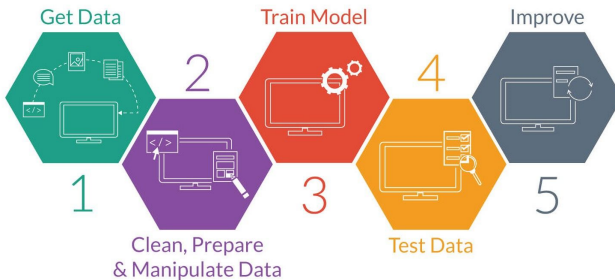 Get Data
1
2
Clean, Prepare
& Manipulate Data
Train Model
3
4
Test Data
Improve
5
</>
</>